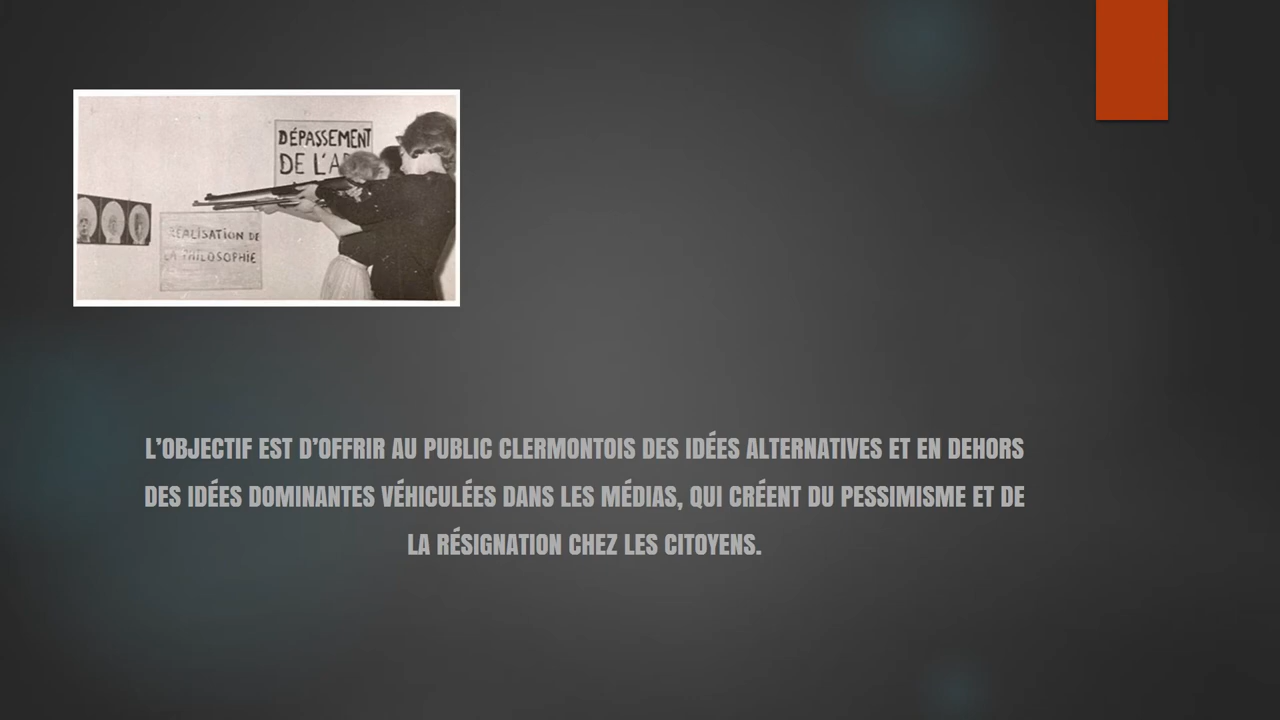 DÉPASSEMENT
DE L'A
RÉALISATION DE
LA PHILOSOPHIE
L'OBJECTIF EST D'OFFRIR AU PUBLIC CLERMONTOIS DES IDÉES ALTERNATIVES ET EN DEHORS
DES IDÉES DOMINANTES VÉHICULÉES DANS LES MÉDIAS, QUI CRÉENT DU PESSIMISME ET DE
LA RÉSIGNATION CHEZ LES CITOYENS.